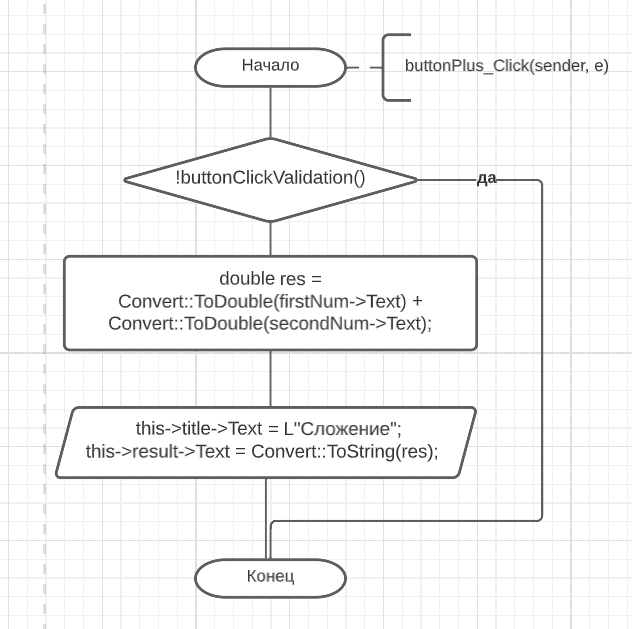 Начало
buttonPlus_Click(sender, e)
!buttonClickValidation()
да
double res =
Convert::ToDouble(firstNum->Text) +
Convert::ToDouble(secondNum->Text);
this->title->Text = L"Сложение";
this->result->Text = Convert::ToString(res);
Конец